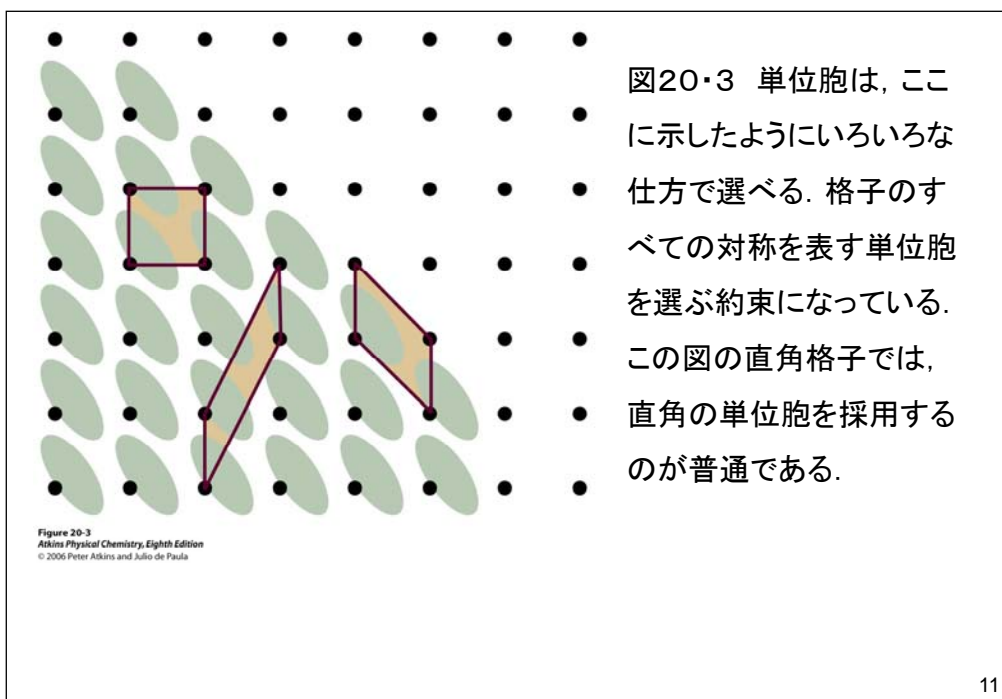 図20・3　単位胞は，ここ
に示したようにいろいろな
仕方で選べる．格子のす
べての対称を表す単位胞
を選ぶ約束になっている．
この図の直角格子では，
直角の単位胞を採用する
のが普通である．
Figure 20-3
Atkins Physical Chemistry, Eighth Edition
© 2006 Peter Atkins and Julio de Paula
11